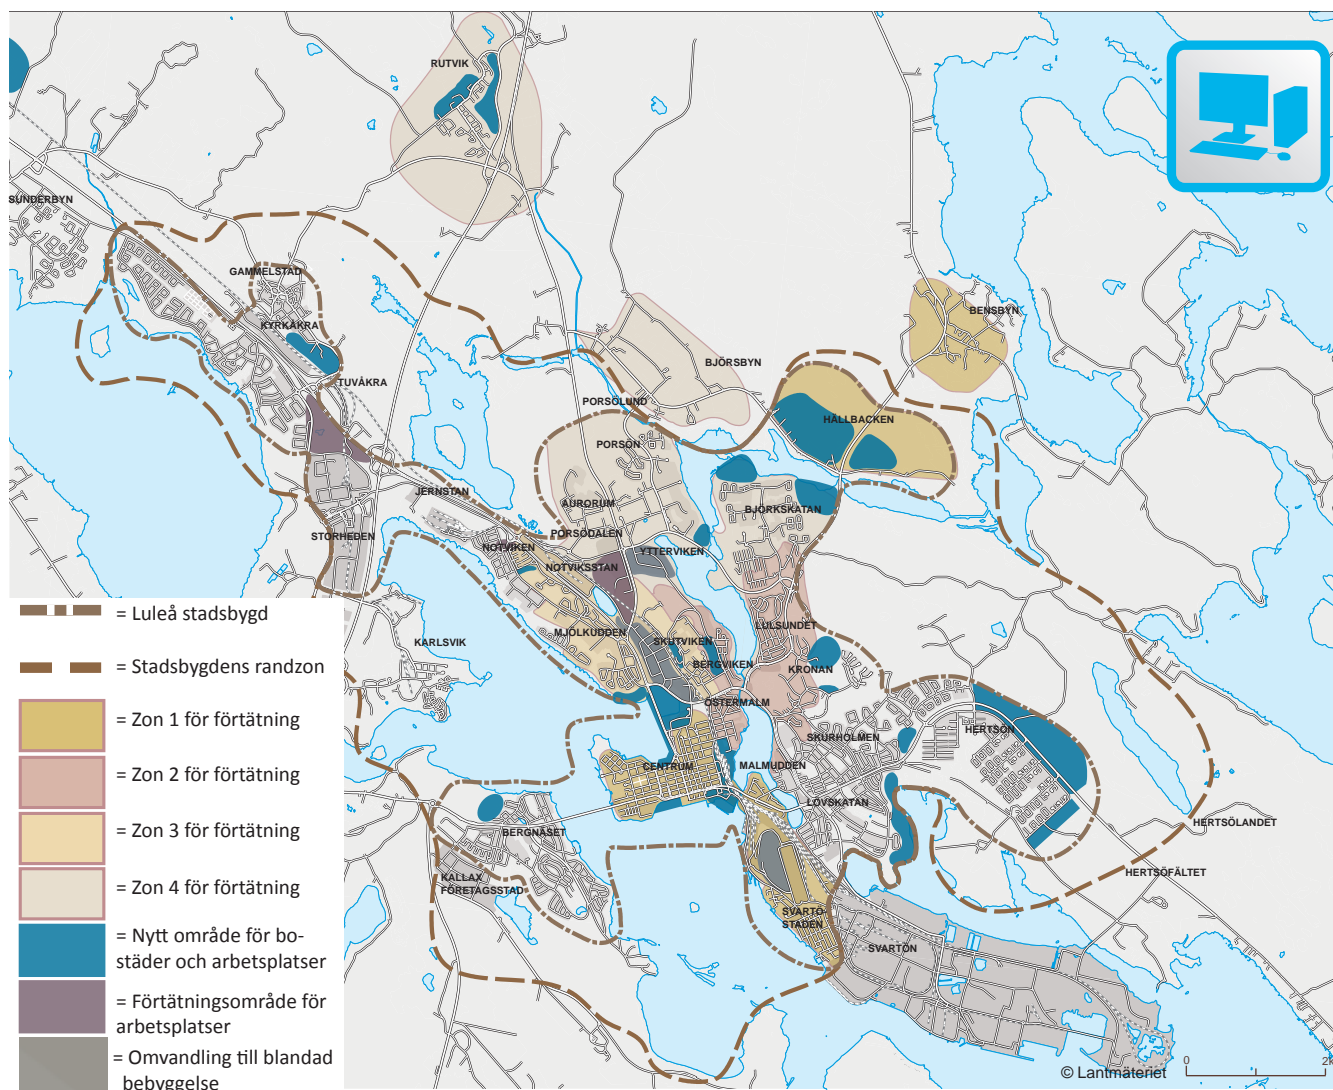 RUTVIK
SUNDERBYN
GAMMELSTAD
KYRKÅKRA
TUVÅKRA
BENSBYN
BJÖRSBYN
PORSÖLUND
HÄLLBACKEN
PORSÖN
JERNSTAN
AURORUM
BJÖRKSKATAN
STORHEDEN
PORSÖDALEN
NOTVIKEN
YTTERVIKEN
NOTVIKSSTAN
MJÖLKUDDEN
LULSUNDET
KARLSVIK
SKUTVIKEN
BERGVIKEN
KRONAN
ÖSTERMALM
SKURHOLMEN
HERTSÖN
CENTRUM
MALMUDDEN
LÖVSKATAN
HERTSÖLANDET
BERGNÄSET
HERTSÖFÄLTET
KALLAX
FÖRETAGSSTAD
SVARTÖ-
STADEN
SVARTÖN
= Luleå stadsbygd
= Stadsbygdens randzon
= Zon 1 för förtätning
= Zon 2 för förtätning
= Zon 3 för förtätning
= Zon 4 för förtätning
= Nytt område för bo-
städer och arbetsplatser
= Förtätningsområde för
arbetsplatser
= Omvandling till blandad
bebyggelse
0 2k
© Lantmäteriet